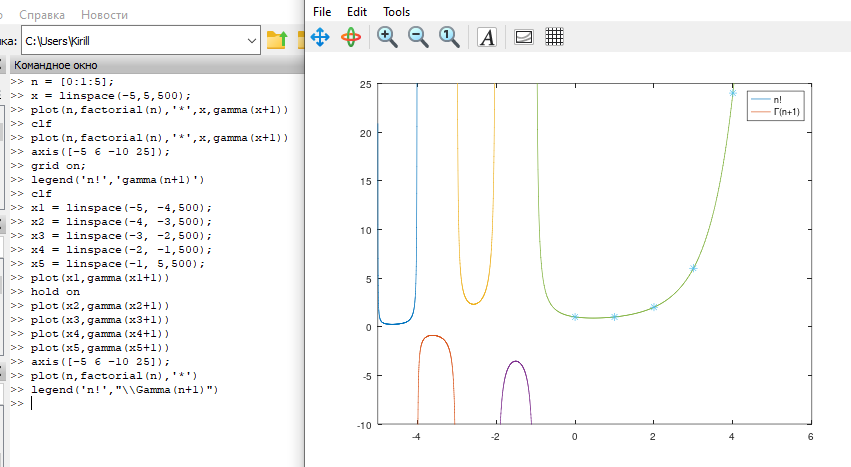 Справка Новости
ка: C:\Users\Kirill
Командное окно
>> n = [0:1:5];
>> x = linspace(-5,5,500);
>> plot(n,factorial(n),'*',x,gamma(x+1))
>> clf
>> plot(n,factorial(n),'*',x,gamma(x+1))
>> axis([-5 6 -10 25]);
>> grid on;
>> legend('n!','gamma(n+1)')
>> clf
>> x1 = linspace(-5, -4,500);
>> x2 = linspace(-4, -3,500);
>> x3 = linspace(-3, -2,500);
>> x4 = linspace(-2, -1,500);
>> x5 = linspace(-1, 5,500);
>> plot(x1,gamma(x1+1))
>> hold on
>> plot(x2,gamma(x2+1))
>> plot(x3,gamma(x3+1))
>> plot(x4,gamma(x4+1))
>> plot(x5,gamma(x5+1))
>> axis([-5 6 -10 25]);
>> plot(n,factorial(n),'*')
>> legend('n!',"\\Gamma(n+1)")
>>
File Edit Tools
1
A
25
20
15
10
5
0
-5
-10
-4 -2 0 2 4 6
n!
Γ(n+1)